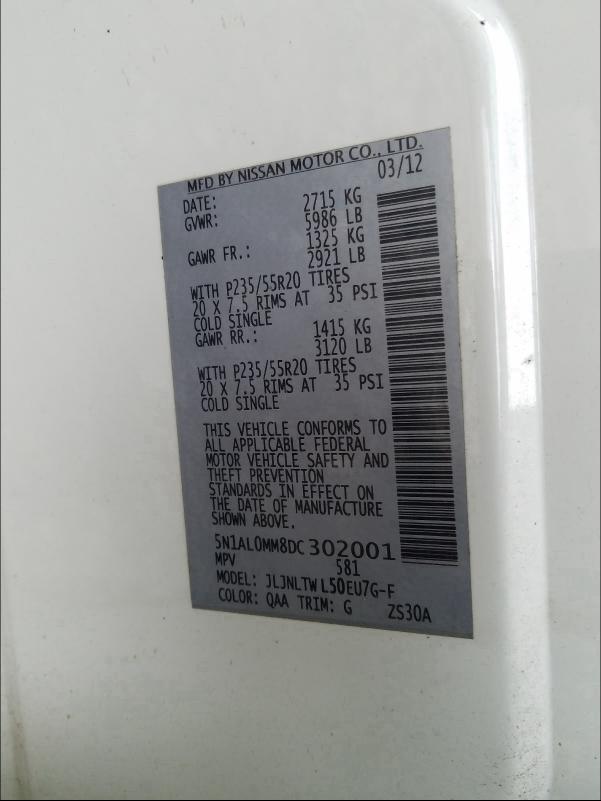 MFD BY NISSAN MOTOR CO., LTD.
DATE: 03/12
GVWR: 2715 KG
5986 LB
GAWR FR.: 1325 KG
2921 LB
WITH P235/55R20 TIRES
20 X 7.5 RIMS AT 35 PSI
COLD SINGLE
GAWR RR.: 1415 KG
3120 LB
WITH P235/55R20 TIRES
20 X 7.5 RIMS AT 35 PSI
COLD SINGLE
THIS VEHICLE CONFORMS TO
ALL APPLICABLE FEDERAL
MOTOR VEHICLE SAFETY AND
THEFT PREVENTION
STANDARDS IN EFFECT ON
THE DATE OF MANUFACTURE
SHOWN ABOVE.
5N1AL0MM8DC302001
MPV 581
MODEL: JLJNLTW L50EU7G-F
COLOR: QAA TRIM: G ZS30A